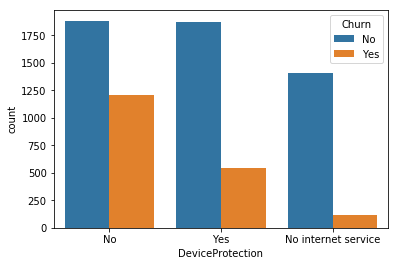 Churn
No
Yes
1750
1500
1250
1000
750
500
250
0
count
No
Yes
No internet service
DeviceProtection